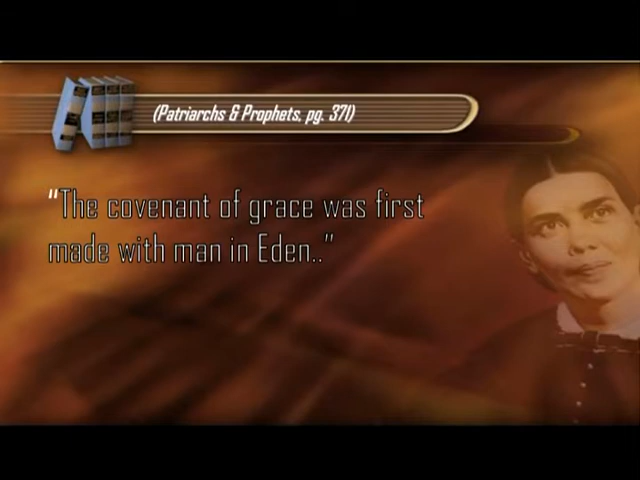 (Patriarchs & Prophets, pg. 371)
"The covenant of grace was first
made with man in Eden.."